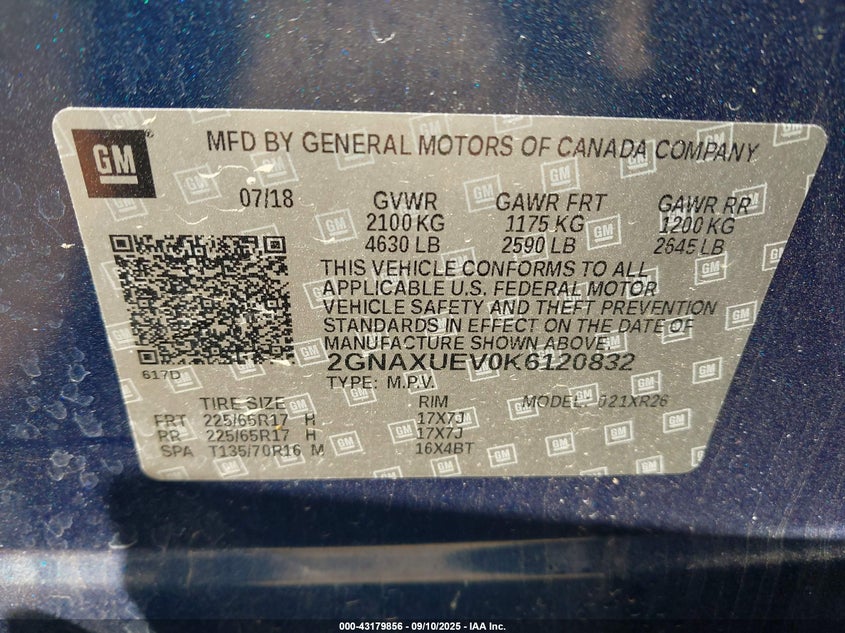 GM
MFD BY GENERAL MOTORS OF CANADA COMPANY
07/18 GVWR GAWR FRT GAWR RR
2100 KG 1175 KG 1200 KG
4630 LB 2590 LB 2645 LB
THIS VEHICLE CONFORMS TO ALL
APPLICABLE U.S. FEDERAL MOTOR
VEHICLE SAFETY AND THEFT PREVENTION
STANDARDS IN EFFECT ON THE DATE OF
MANUFACTURE SHOWN ABOVE.
617D
2GNAXUEV0K6120832
TYPE: M.P.V.
TIRE SIZE RIM MODEL: 021XR26
FRT 225/65R17 H 17X7J
RR 225/65R17 H 17X7J
SPA T135/70R16 M 16X4BT
000-43179856 - 09/10/2025 - IAA Inc.